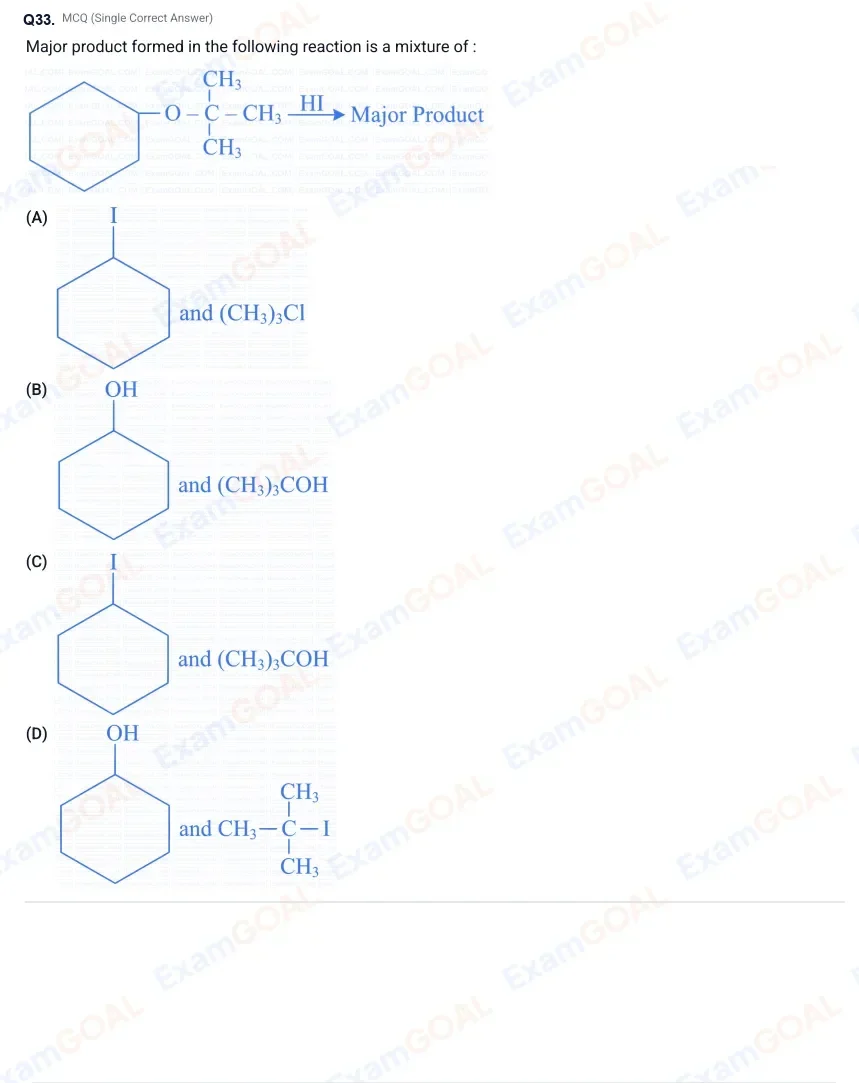 Q33. MCQ (Single Correct Answer)
Major product formed in the following reaction is a mixture of :
CH3
O – C – CH3 HI Major Product
CH3
(A)
I
and (CH3)3Cl
(B)
OH
and (CH3)3COH
(C)
I
and (CH3)3COH
(D)
OH
CH3
and CH3–C–I
CH3
ExamGOAL